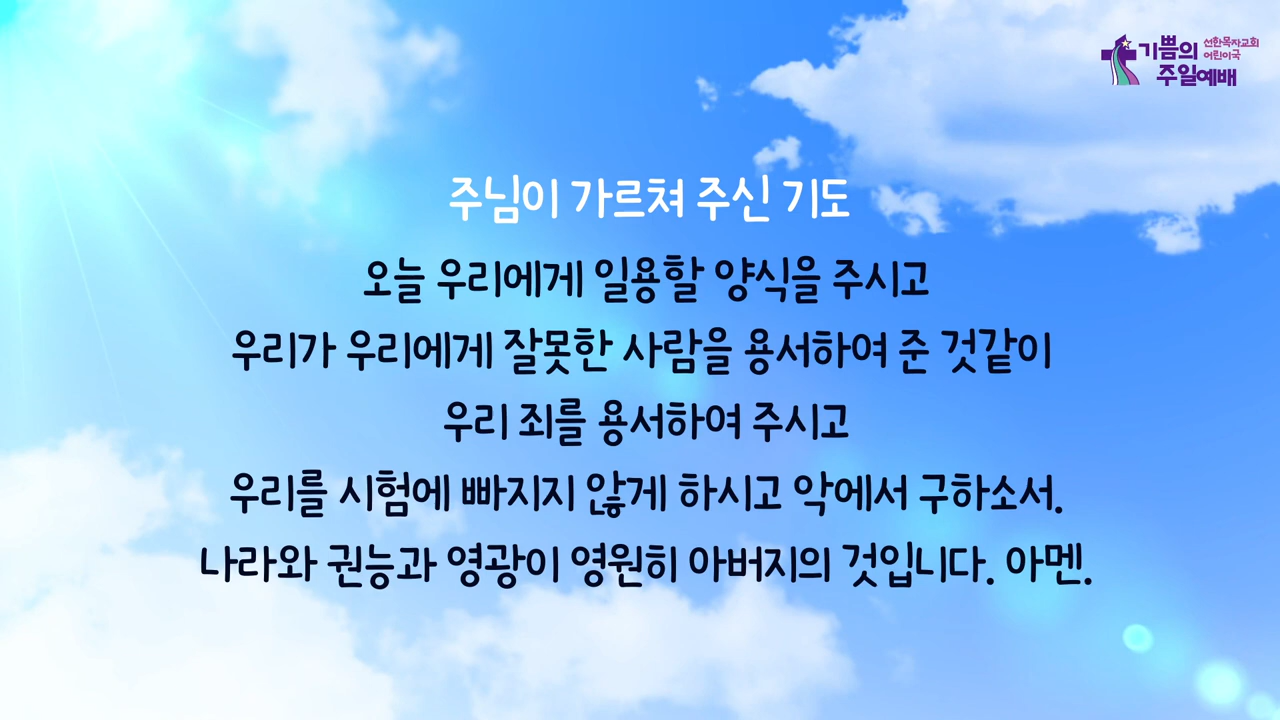 기쁨의
주일예배
선한목자교회
어린이국
주님이 가르쳐 주신 기도
오늘 우리에게 일용할 양식을 주시고
우리가 우리에게 잘못한 사람을 용서하여 준 것같이
우리 죄를 용서하여 주시고
우리를 시험에 빠지지 않게 하시고 악에서 구하소서.
나라와 권능과 영광이 영원히 아버지의 것입니다. 아멘.